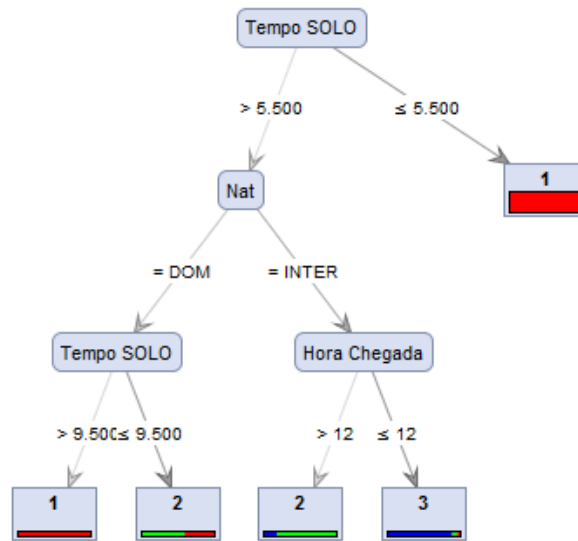 Tempo SOLO
> 5.500
≤ 5.500
1
Nat
= DOM
= INTER
Tempo SOLO
Hora Chegada
> 9.500
≤ 9.500
> 12
≤ 12
1
2
2
3